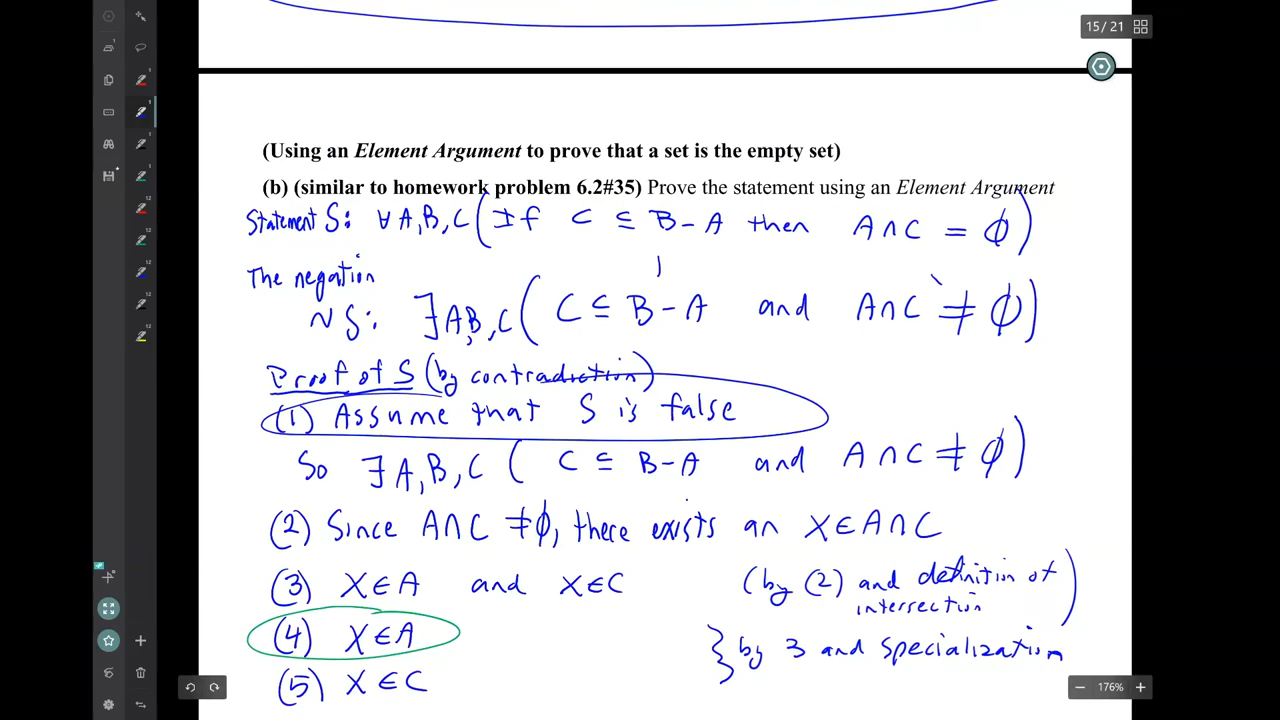 15 / 21
(Using an Element Argument to prove that a set is the empty set)
(b) (similar to homework problem 6.2#35) Prove the statement using an Element Argument
Statement S: ∀ A, B, C (If C ⊆ B – A then A ∩ C = ∅)
The negation
~ S: ∃ A, B, C ( C ⊆ B – A and A ∩ C ≠ ∅ )
Proof of S (by contradiction)
(1) Assume that S is false
So ∃ A, B, C ( C ⊆ B – A and A ∩ C ≠ ∅ )
(2) Since A ∩ C ≠ ∅, there exists an X ∈ A ∩ C
(3) X ∈ A and X ∈ C (by (2) and definition of
intersection)
(4) X ∈ A
} by 3 and specialization
(5) X ∈ C
176%